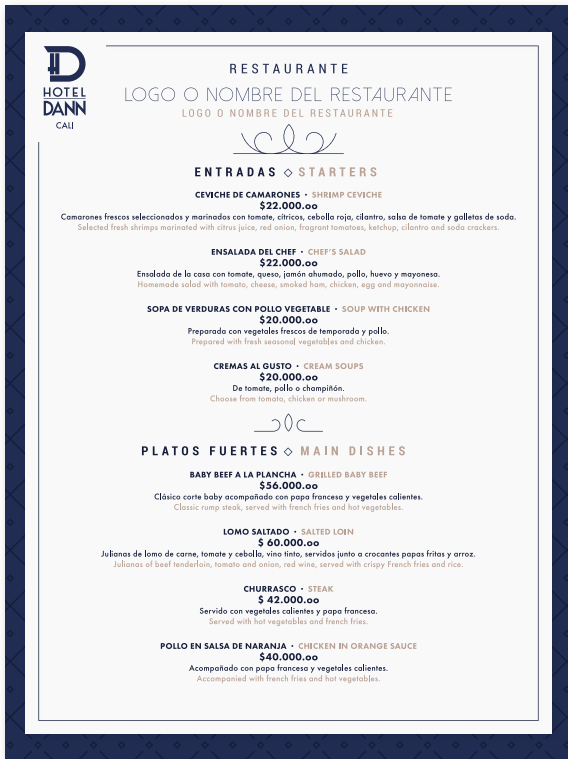 HOTEL
DANN
CALI
RESTAURANTE
LOGO O NOMBRE DEL RESTAURANTE
LOGO O NOMBRE DEL RESTAURANTE
ENTRADAS ◇ STARTERS
CEVICHE DE CAMARONES • SHRIMP CEVICHE
$22.000.oo
Camarones frescos seleccionados y marinados con tomate, cítricos, cebolla roja, cilantro, salsa de tomate y galletas de soda.
Selected fresh shrimps marinated with citrus juice, red onion, fragrant tomatoes, ketchup, cilantro and soda crackers.
ENSALADA DEL CHEF • CHEF'S SALAD
$22.000.oo
Ensalada de la casa con tomate, queso, jamón ahumado, pollo, huevo y mayonesa.
Homemade salad with tomato, cheese, smoked ham, chicken, egg and mayonnaise.
SOPA DE VERDURAS CON POLLO VEGETABLE • SOUP WITH CHICKEN
$20.000.oo
Preparada con vegetales frescos de temporada y pollo.
Prepared with fresh seasonal vegetables and chicken.
CREMAS AL GUSTO • CREAM SOUPS
$20.000.oo
De tomate, pollo o champiñón.
Choose from tomato, chicken or mushroom.
PLATOS FUERTES ◇ MAIN DISHES
BABY BEEF A LA PLANCHA • GRILLED BABY BEEF
$56.000.oo
Clásico corte baby acompañado con papa francesa y vegetales calientes.
Classic rump steak, served with french fries and hot vegetables.
LOMO SALTADO • SALTED LOIN
$ 60.000.oo
Julianas de lomo de carne, tomate y cebolla, vino tinto, servidos junto a crocantes papas fritas y arroz.
Julianas of beef tenderloin, tomato and onion, red wine, served with crispy French fries and rice.
CHURRASCO • STEAK
$ 42.000.oo
Servido con vegetales calientes y papa francesa.
Served with hot vegetables and french fries.
POLLO EN SALSA DE NARANJA • CHICKEN IN ORANGE SAUCE
$40.000.oo
Acompañado con papa francesa y vegetales calientes.
Accompanied with french fries and hot vegetables.